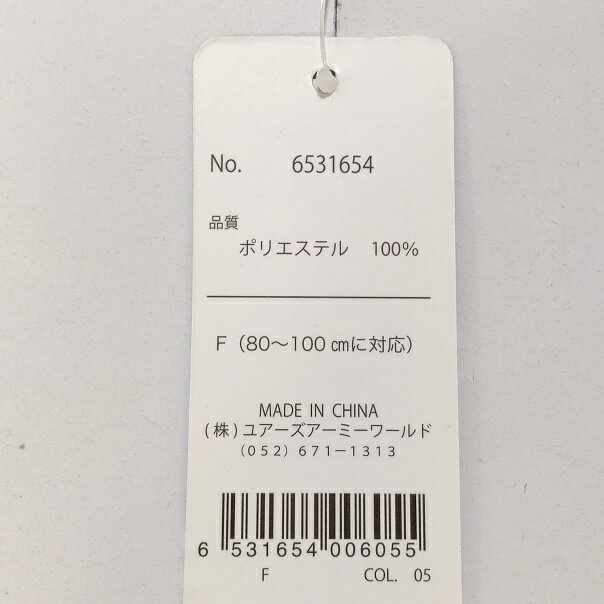 No. 6531654
品質
ポリエステル 100%
F（80～100 ㎝に対応）
MADE IN CHINA
(株)ユアーズアーミーワールド
（０５２）６７１－１３１３
6 531654 006055
F COL. 05